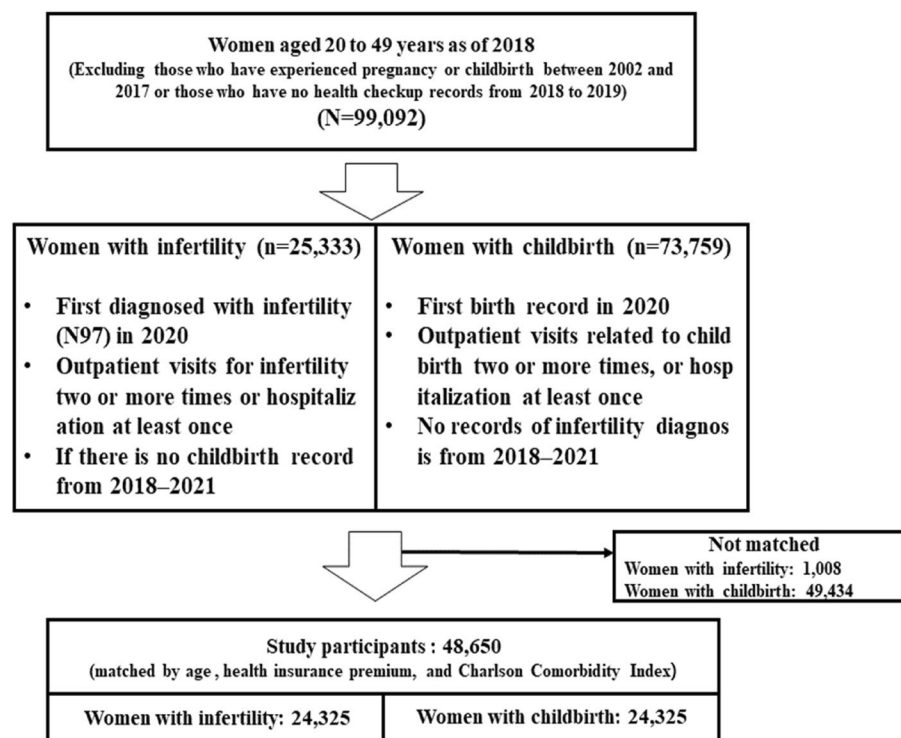 Women aged 20 to 49 years as of 2018
(Excluding those who have experienced pregnancy or childbirth between 2002 and
2017 or those who have no health checkup records from 2018 to 2019)
(N=99,092)
Women with infertility (n=25,333)
• First diagnosed with infertility
(N97) in 2020
• Outpatient visits for infertility
two or more times or hospitaliz
ation at least once
• If there is no childbirth record
from 2018–2021
Women with childbirth (n=73,759)
• First birth record in 2020
• Outpatient visits related to child
birth two or more times, or hosp
italization at least once
• No records of infertility diagnos
is from 2018–2021
Not matched
Women with infertility: 1,008
Women with childbirth: 49,434
Study participants : 48,650
(matched by age , health insurance premium, and Charlson Comorbidity Index)
Women with infertility: 24,325
Women with childbirth: 24,325